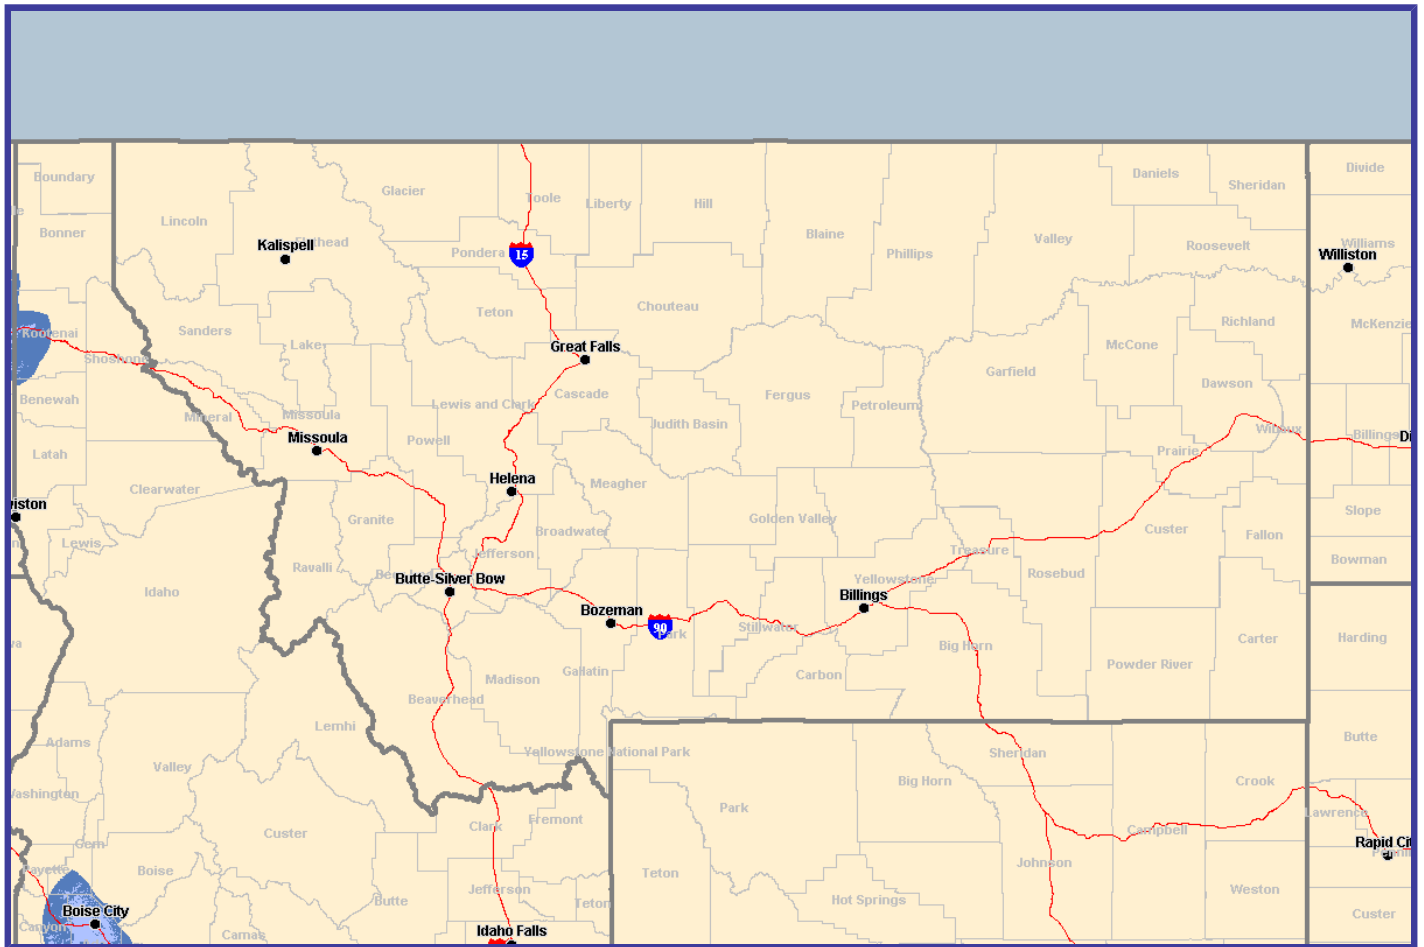 Boundary
Bonner
Lincoln
Kalispell
Flathead
Glacier
Toole
Liberty
Hill
Pondera
15
Blaine
Phillips
Valley
Daniels
Sheridan
Roosevelt
Divide
Williams
Williston
Kootenai
Shoshone
Sanders
Lake
Teton
Chouteau
Great Falls
McCone
Richland
McKenzie
Garfield
Dawson
Benewah
Mineral
Missoula
Missoula
Lewis and Clark
Cascade
Powell
Judith Basin
Fergus
Petroleum
Wibaux
Prairie
Billings
Latah
Clearwater
Helena
Meagher
Lewis
Granite
Broadwater
Golden Valley
Custer
Fallon
Slope
Bowman
Idaho
Ravalli
Jefferson
Butte-Silver Bow
Treasure
Yellowstone
Rosebud
Billings
Bozeman
90
Park
Stillwater
Big Horn
Carter
Harding
Powder River
Gallatin
Madison
Carbon
Beaverhead
Lemhi
Adams
Valley
Yellowstone National Park
Sheridan
Butte
Big Horn
Crook
Park
Washington
Custer
Clark
Fremont
Campbell
Lawrence
Gem
Payette
Boise
Johnson
Rapid Cit
Teton
Jefferson
Teton
Butte
Hot Springs
Weston
Boise City
Canyon
Camas
Idaho Falls
Custer